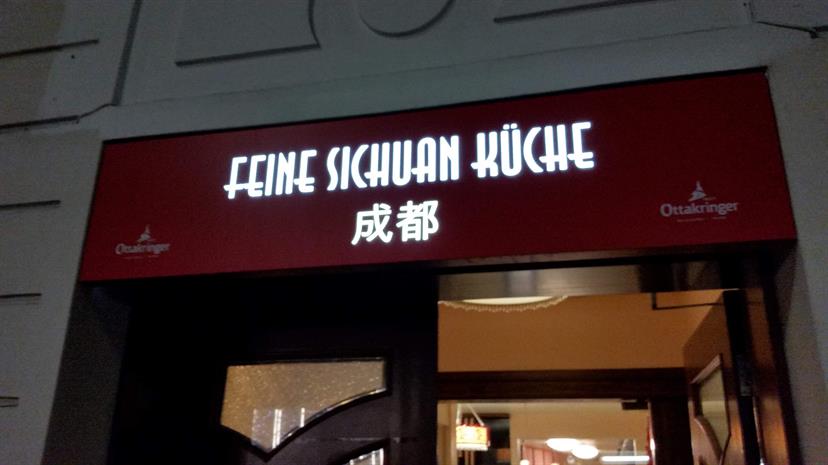 FEINE SICHUAN KÜCHE
成都
Ottakringer
Ottakringer